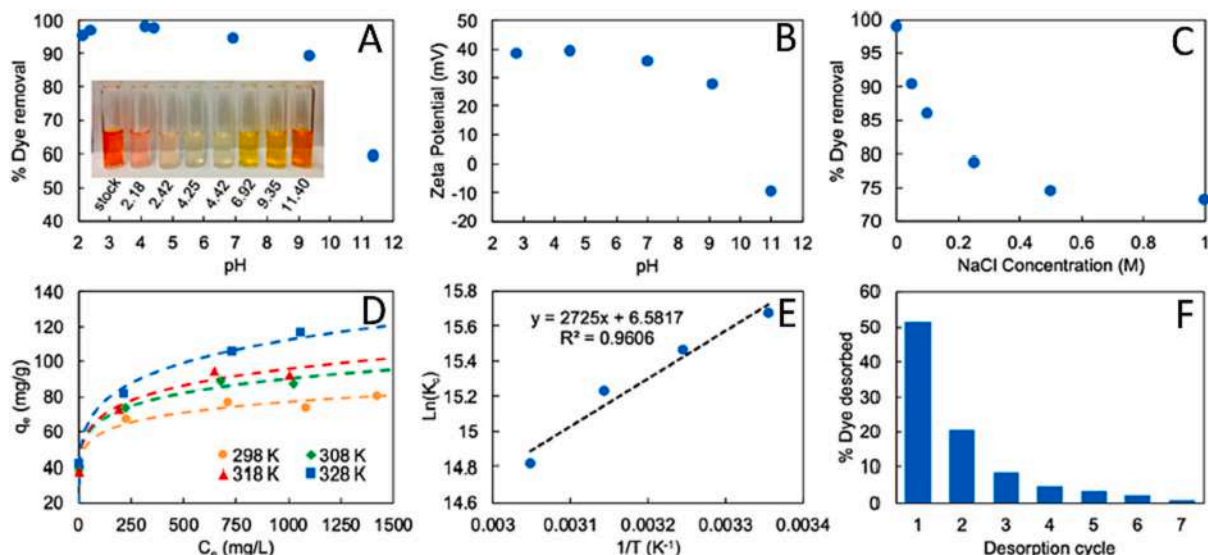 A
% Dye removal
100
90
80
70
60
50
40
stock
2.18
2.42
4.25
4.42
6.92
9.35
11.40
2 3 4 5 6 7 8 9 10 11 12
pH
B
Zeta Potential (mV)
50
40
30
20
10
0
-10
-20
2 3 4 5 6 7 8 9 10 11 12
pH
C
% Dye removal
100
95
90
85
80
75
70
0 0.2 0.4 0.6 0.8 1
NaCl Concentration (M)
D
qe (mg/g)
140
120
100
80
60
40
20
298 K 308 K
318 K 328 K
0 250 500 750 1000 1250 1500
Ce (mg/L)
E
Ln(Kc)
15.8
15.6
15.4
15.2
15
14.8
14.6
y = 2725x + 6.5817
R² = 0.9606
0.003 0.0031 0.0032 0.0033 0.0034
1/T (K-1)
F
% Dye desorbed
60
50
40
30
20
10
0
1 2 3 4 5 6 7
Desorption cycle